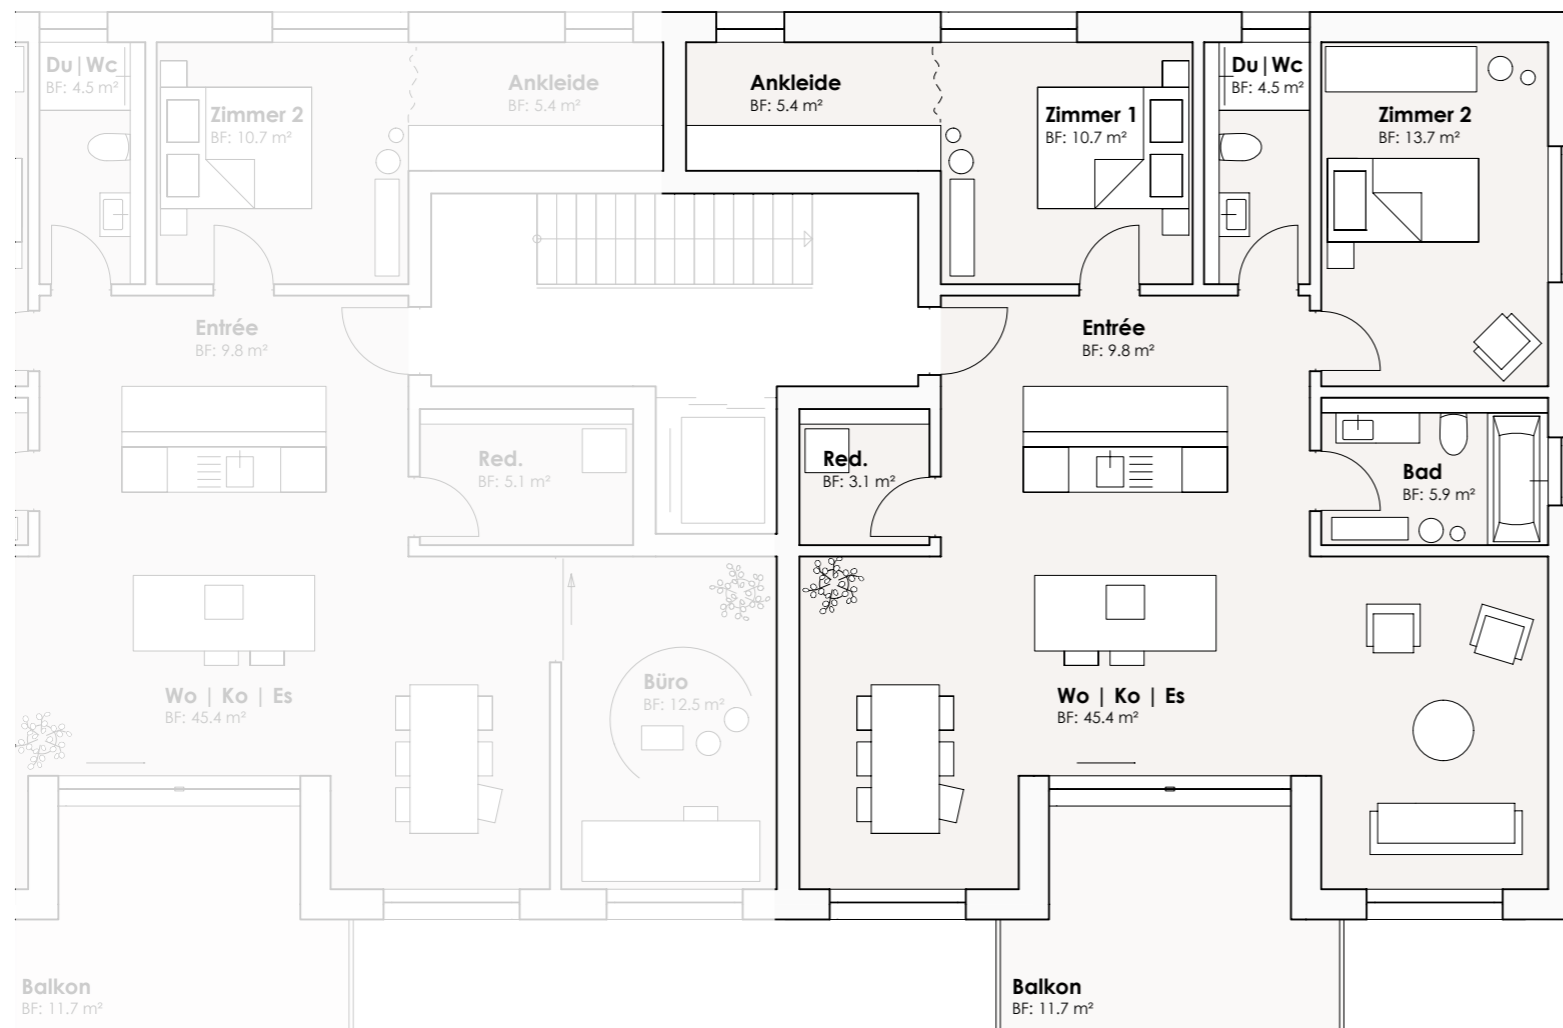 Du|Wc
BF: 4.5 m²
Zimmer 2
BF: 10.7 m²
Ankleide
BF: 5.4 m²
Ankleide
BF: 5.4 m²
Zimmer 1
BF: 10.7 m²
Du|Wc
BF: 4.5 m²
Zimmer 2
BF: 13.7 m²
Entrée
BF: 9.8 m²
Entrée
BF: 9.8 m²
Red.
BF: 5.1 m²
Red.
BF: 3.1 m²
Bad
BF: 5.9 m²
Wo | Ko | Es
BF: 45.4 m²
Büro
BF: 12.5 m²
Wo | Ko | Es
BF: 45.4 m²
Balkon
BF: 11.7 m²
Balkon
BF: 11.7 m²